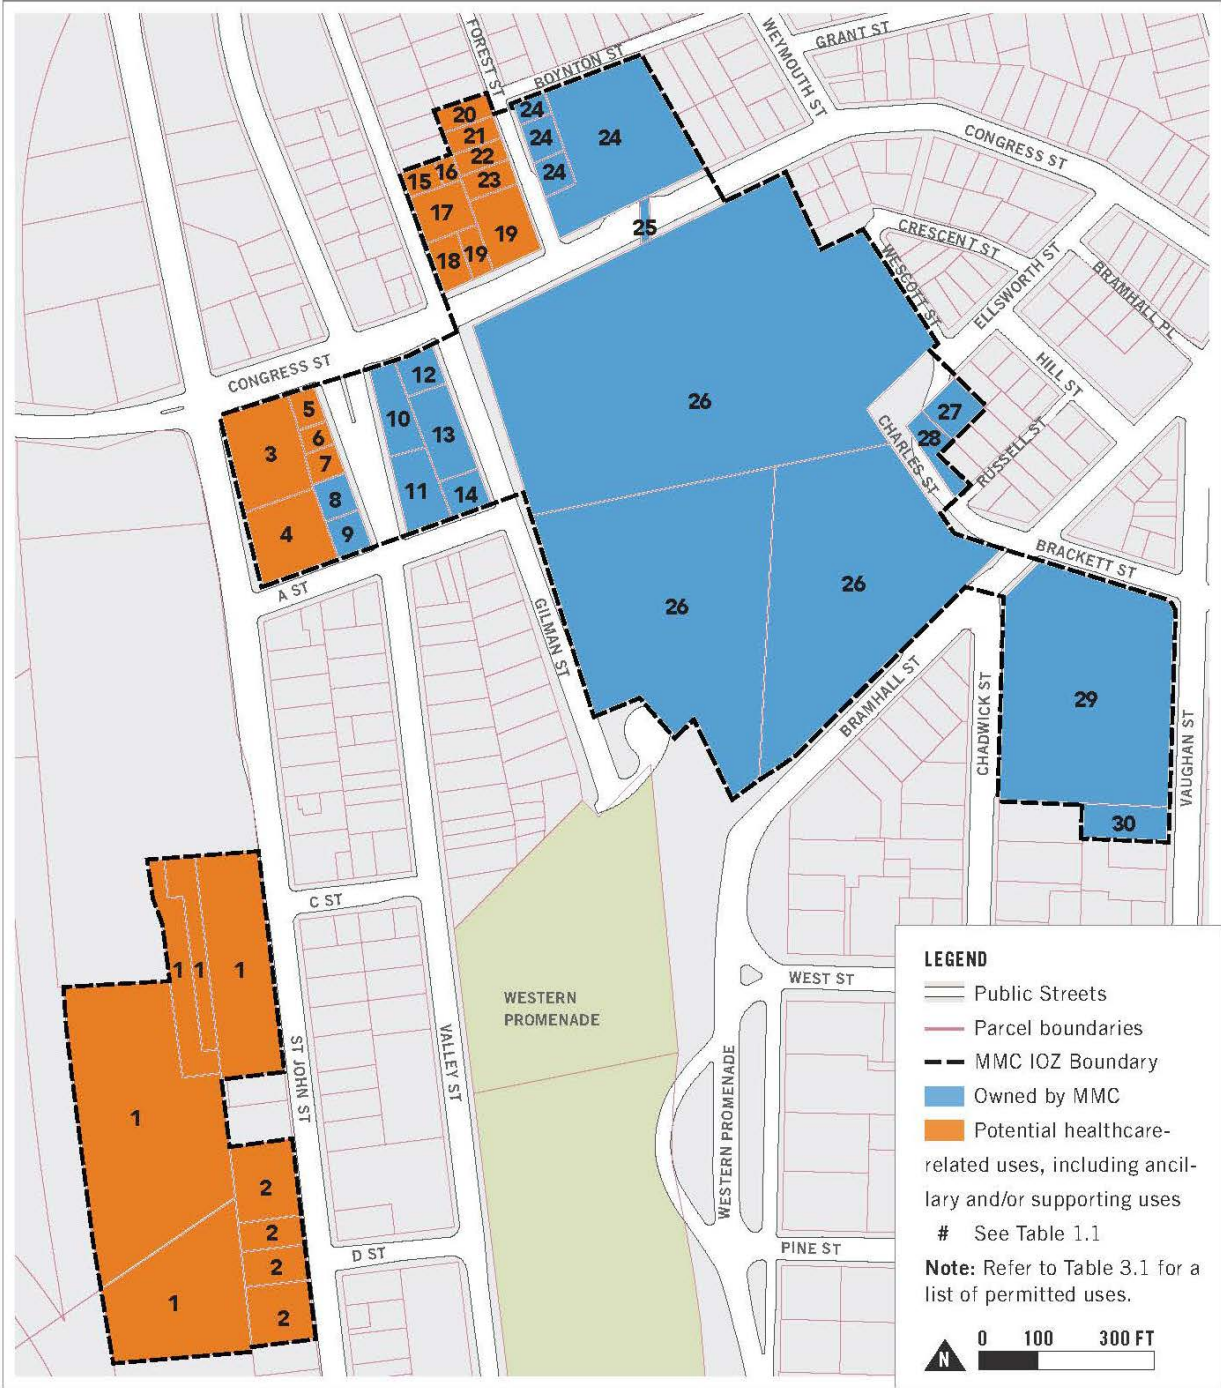 FOREST ST
BOYNTON ST
WEYMOUTH ST
GRANT ST
CONGRESS ST
20
21
22
23
15
16
17
18
19
19
24
24
24
24
25
CRESCENT ST
WESCOTT ST
ELLSWORTH ST
BRAMHALL PL
HILL ST
RUSSELL ST
CHARLES ST
CONGRESS ST
3
4
5
6
7
8
9
10
11
12
13
14
26
26
26
27
28
A ST
GILMAN ST
BRACKETT ST
BRAMHALL ST
CHADWICK ST
VAUGHAN ST
29
30
C ST
1
1
1
1
1
2
2
2
2
ST JOHN ST
VALLEY ST
D ST
WESTERN
PROMENADE
WESTERN PROMENADE
WEST ST
PINE ST
LEGEND
Public Streets
Parcel boundaries
MMC IOZ Boundary
Owned by MMC
Potential healthcare-
related uses, including ancil-
lary and/or supporting uses
# See Table 1.1
Note: Refer to Table 3.1 for a
list of permitted uses.
N
0 100 300 FT